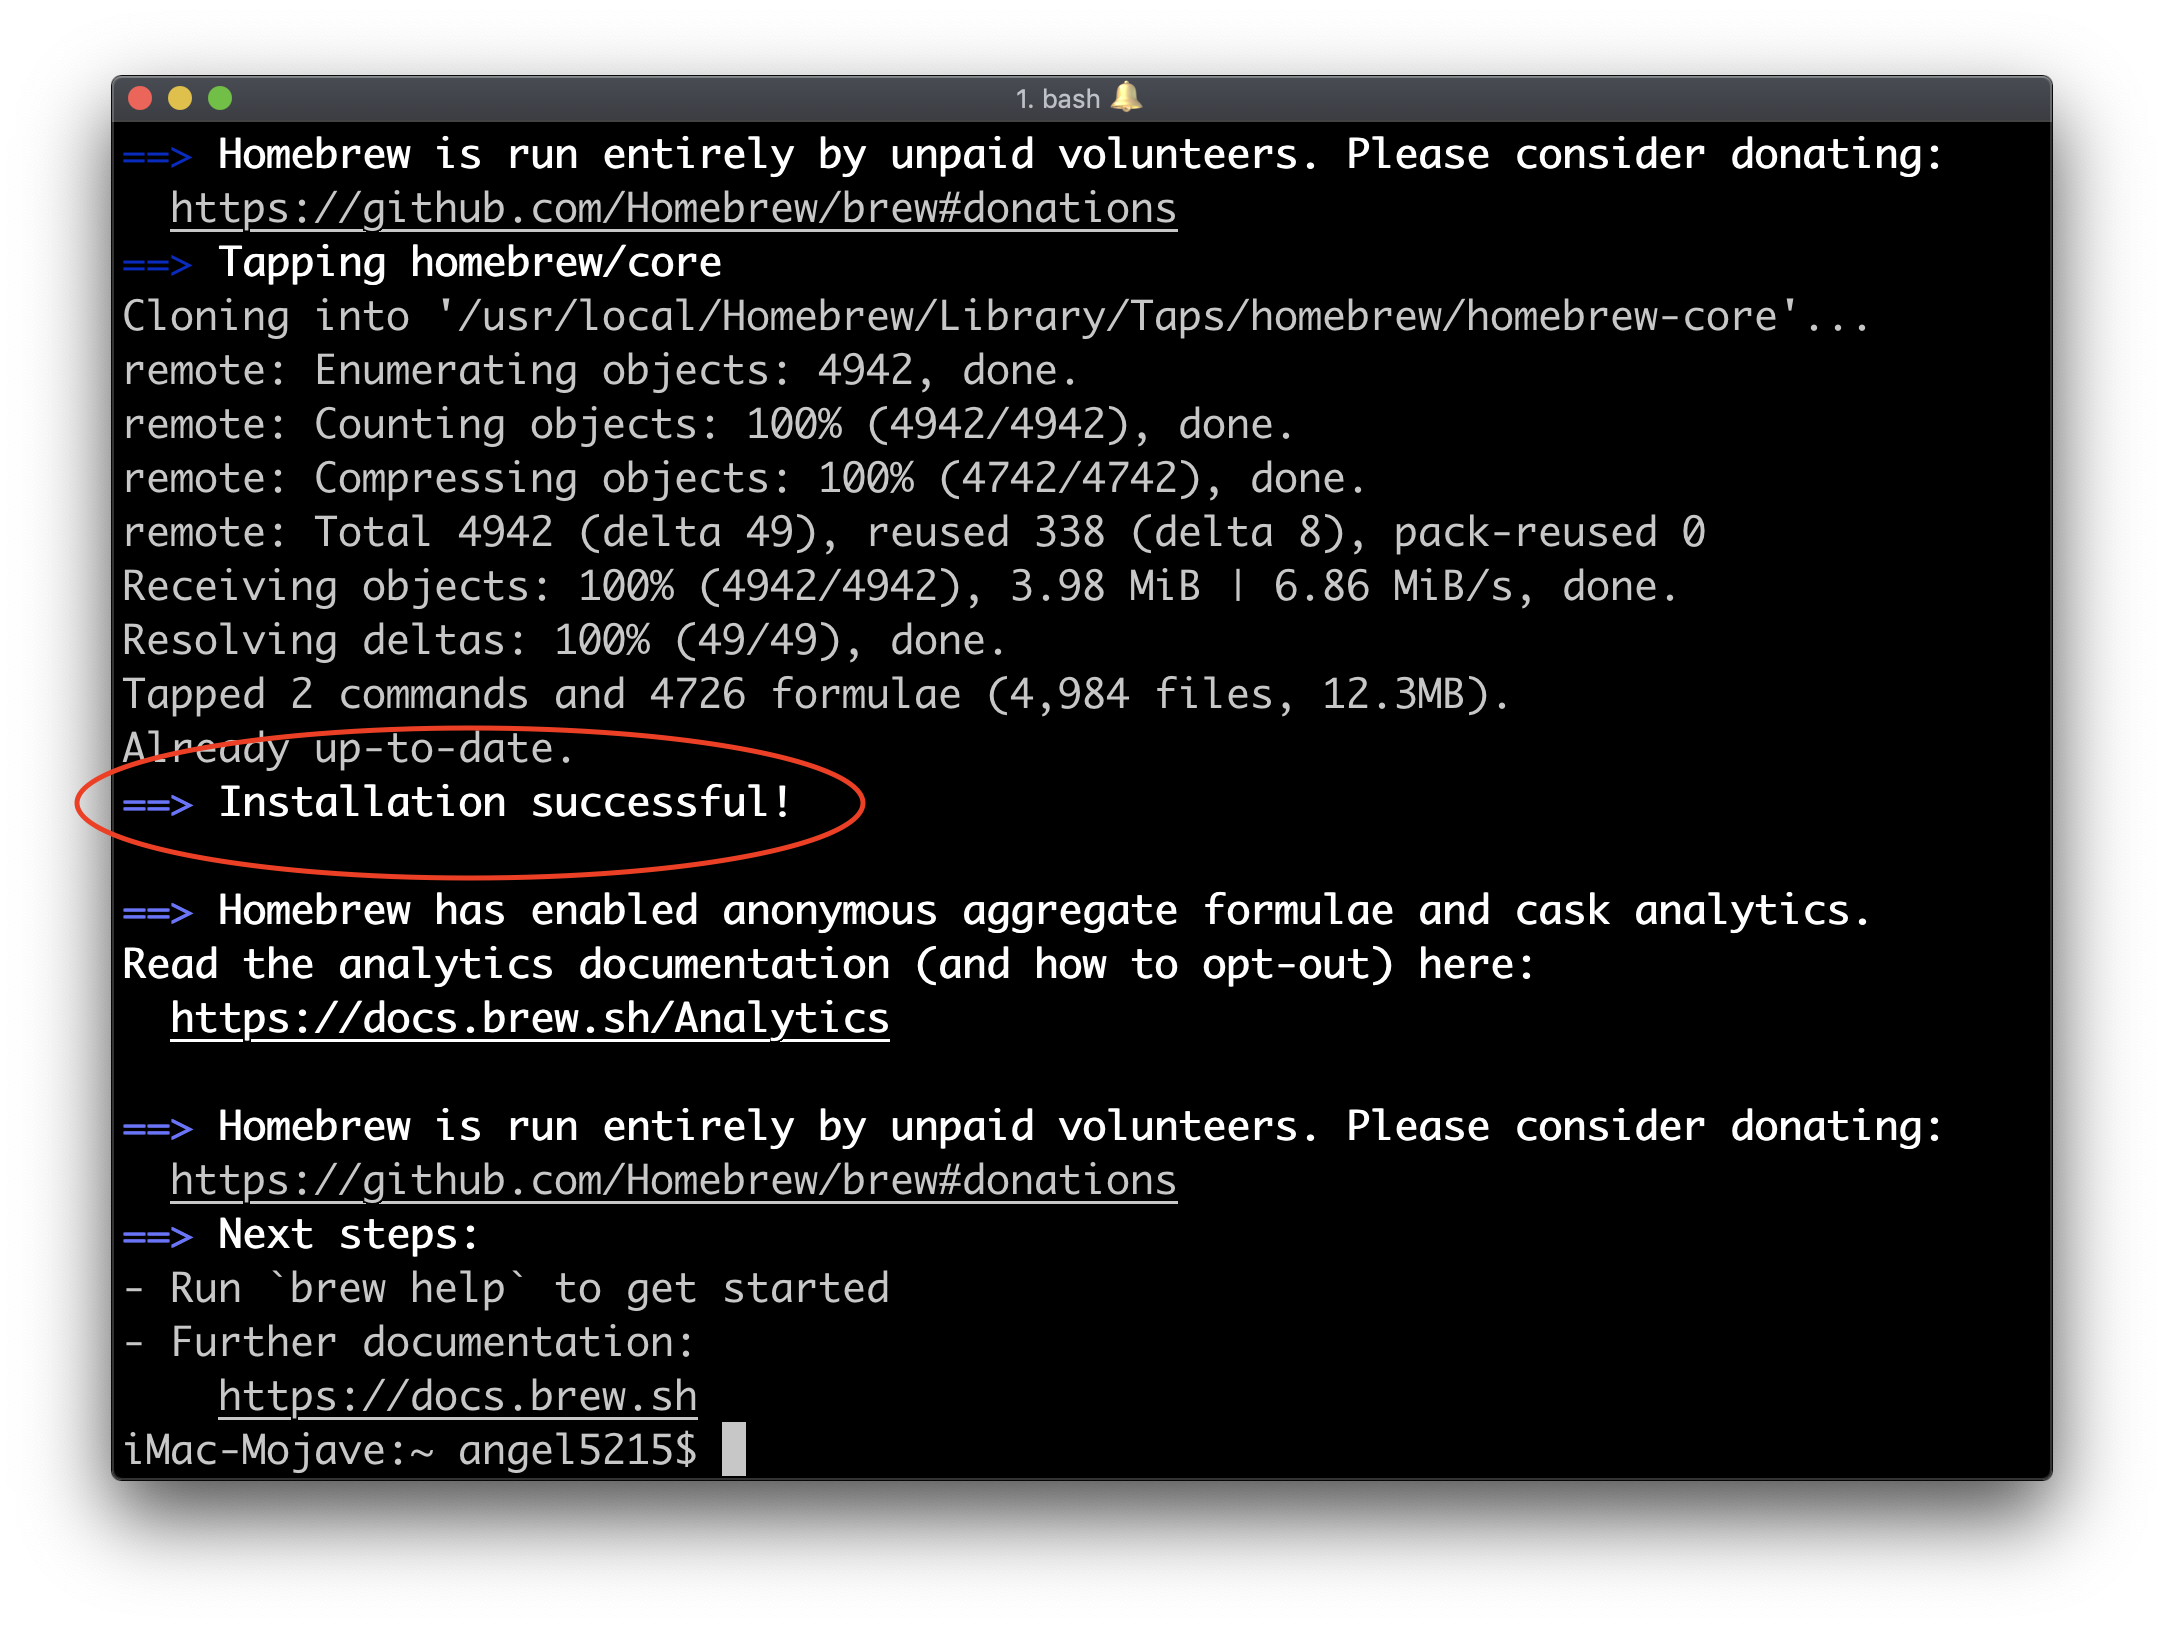 1. bash 🔔
==> Homebrew is run entirely by unpaid volunteers. Please consider donating:
  https://github.com/Homebrew/brew#donations
==> Tapping homebrew/core
Cloning into '/usr/local/Homebrew/Library/Taps/homebrew/homebrew-core'...
remote: Enumerating objects: 4942, done.
remote: Counting objects: 100% (4942/4942), done.
remote: Compressing objects: 100% (4742/4742), done.
remote: Total 4942 (delta 49), reused 338 (delta 8), pack-reused 0
Receiving objects: 100% (4942/4942), 3.98 MiB | 6.86 MiB/s, done.
Resolving deltas: 100% (49/49), done.
Tapped 2 commands and 4726 formulae (4,984 files, 12.3MB).
Already up-to-date.
==> Installation successful!
==> Homebrew has enabled anonymous aggregate formulae and cask analytics.
Read the analytics documentation (and how to opt-out) here:
  https://docs.brew.sh/Analytics
==> Homebrew is run entirely by unpaid volunteers. Please consider donating:
  https://github.com/Homebrew/brew#donations
==> Next steps:
- Run `brew help` to get started
- Further documentation:
    https://docs.brew.sh
iMac-Mojave:~ angel5215$